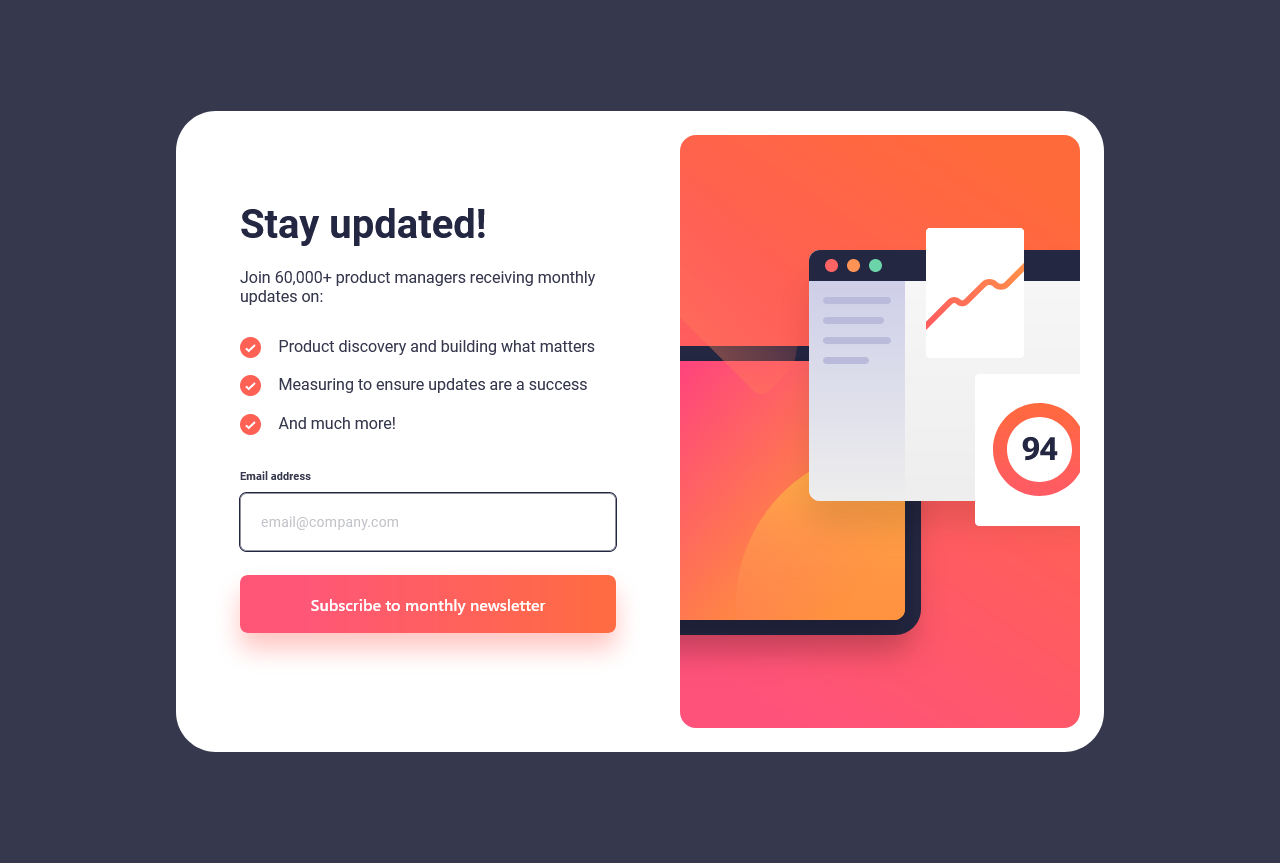 Stay updated!
Join 60,000+ product managers receiving monthly
updates on:
Product discovery and building what matters
Measuring to ensure updates are a success
And much more!
Email address
email@company.com
Subscribe to monthly newsletter
94